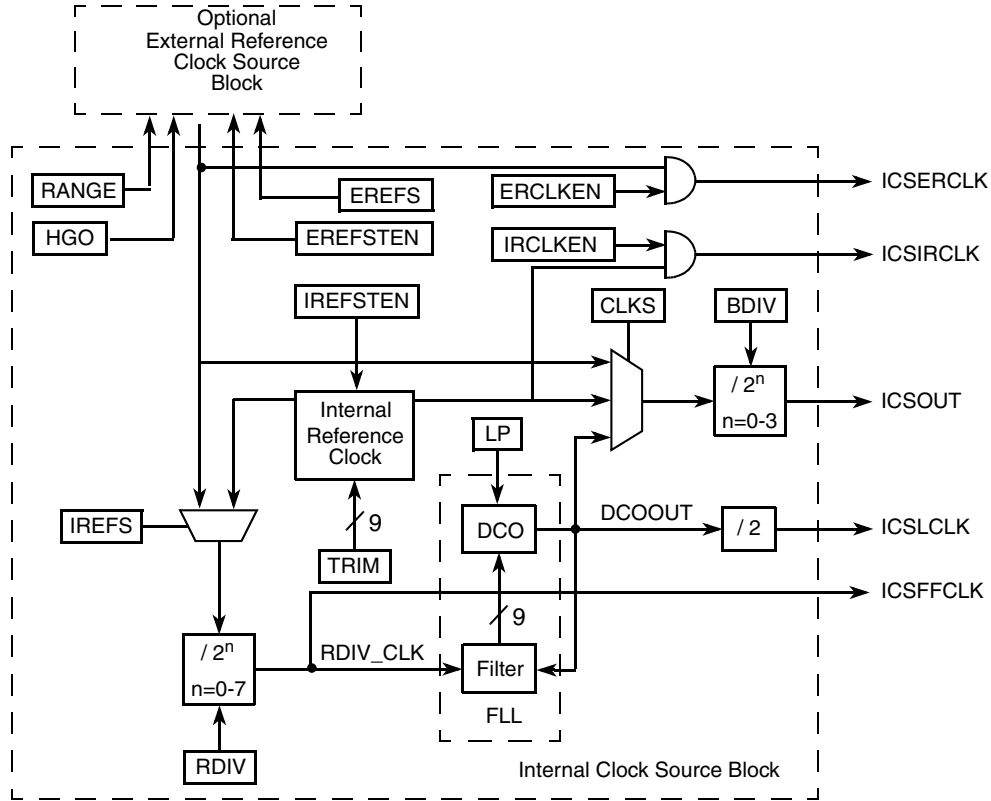 Optional
External Reference
Clock Source
Block
RANGE
HGO
EREFS
EREFSTEN
ERCLKEN
IRCLKEN
ICSERCLK
ICSIRCLK
IREFSTEN
CLKS
BDIV
Internal
Reference
Clock
/ 2n
n=0-3
ICSOUT
LP
IREFS
9
TRIM
DCO
DCOOUT
/ 2
ICSLCLK
ICSFFCLK
9
/ 2n
n=0-7
RDIV_CLK
Filter
FLL
RDIV
Internal Clock Source Block